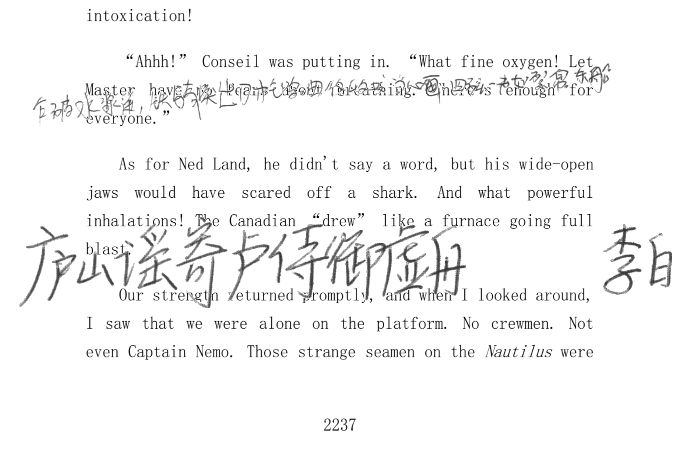 intoxication!
“Ahhh!” Conseil was putting in. “What fine oxygen! Let
Master have no fears about breathing. There is enough for
everyone.”
As for Ned Land, he didn't say a word, but his wide-open
jaws would have scared off a shark. And what powerful
inhalations! The Canadian “drew” like a furnace going full
blast.
庐山谣寄卢侍御虚舟 李白
Our strength returned promptly, and when I looked around,
I saw that we were alone on the platform. No crewmen. Not
even Captain Nemo. Those strange seamen on the Nautilus were
2237